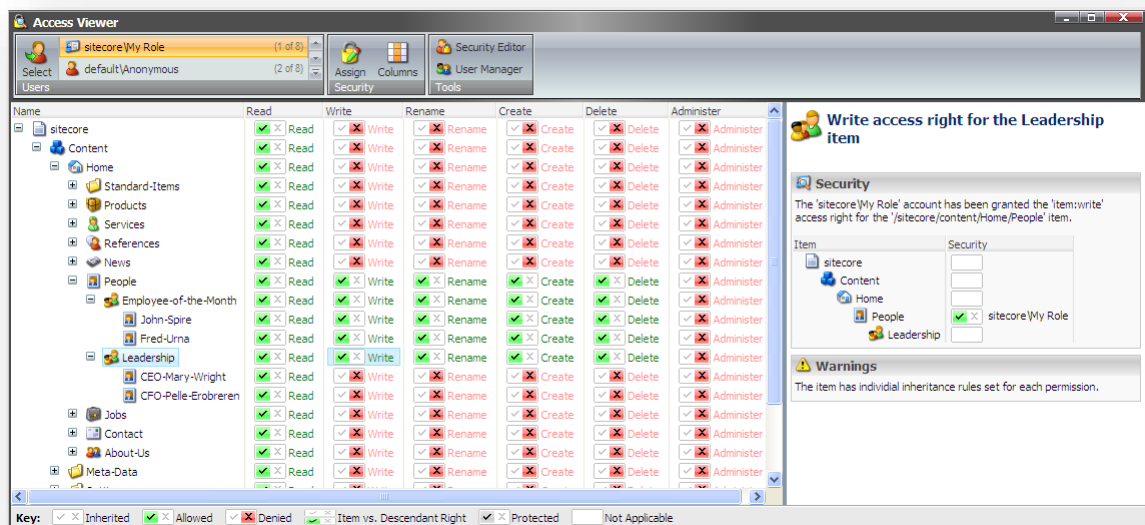 Access Viewer
sitecore\My Role (1 of 8)
default\Anonymous (2 of 8)
Select
Users
Assign Columns
Security
Security Editor
User Manager
Tools
Name Read Write Rename Create Delete Administer
sitecore Read Write Rename Create Delete Administer
Content Read Write Rename Create Delete Administer
Home Read Write Rename Create Delete Administer
Standard-Items Read Write Rename Create Delete Administer
Products Read Write Rename Create Delete Administer
Services Read Write Rename Create Delete Administer
References Read Write Rename Create Delete Administer
News Read Write Rename Create Delete Administer
People Read Write Rename Create Delete Administer
Employee-of-the-Month Read Write Rename Create Delete Administer
John-Spire Read Write Rename Create Delete Administer
Fred-Urna Read Write Rename Create Delete Administer
Leadership Read Write Rename Create Delete Administer
CEO-Mary-Wright Read Write Rename Create Delete Administer
CFO-Pelle-Erobreren Read Write Rename Create Delete Administer
Jobs Read Write Rename Create Delete Administer
Contact Read Write Rename Create Delete Administer
About-Us Read Write Rename Create Delete Administer
Meta-Data Read Write Rename Create Delete Administer
Write access right for the Leadership
item
Security
The 'sitecore\My Role' account has been granted the 'item:write'
access right for the '/sitecore/content/Home/People' item.
Item Security
sitecore
Content
Home
People sitecore\My Role
Leadership
Warnings
The item has individial inheritance rules set for each permission.
Key: Inherited Allowed Denied Item vs. Descendant Right Protected Not Applicable